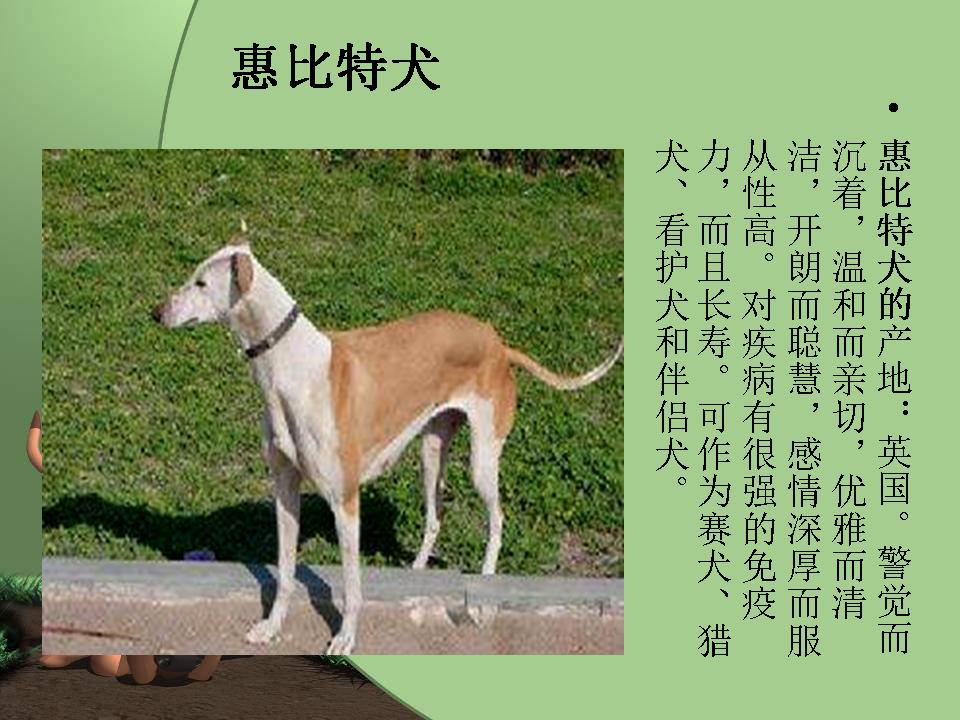 惠比特犬
• 惠比特犬的产地：英国。警觉而
沉着，温和而亲切，优雅而清
洁，开朗而聪慧，感情深厚而服
从性高。对疾病有很强的免疫
力，而且长寿。可作为赛犬、猎
犬、看护犬和伴侣犬。